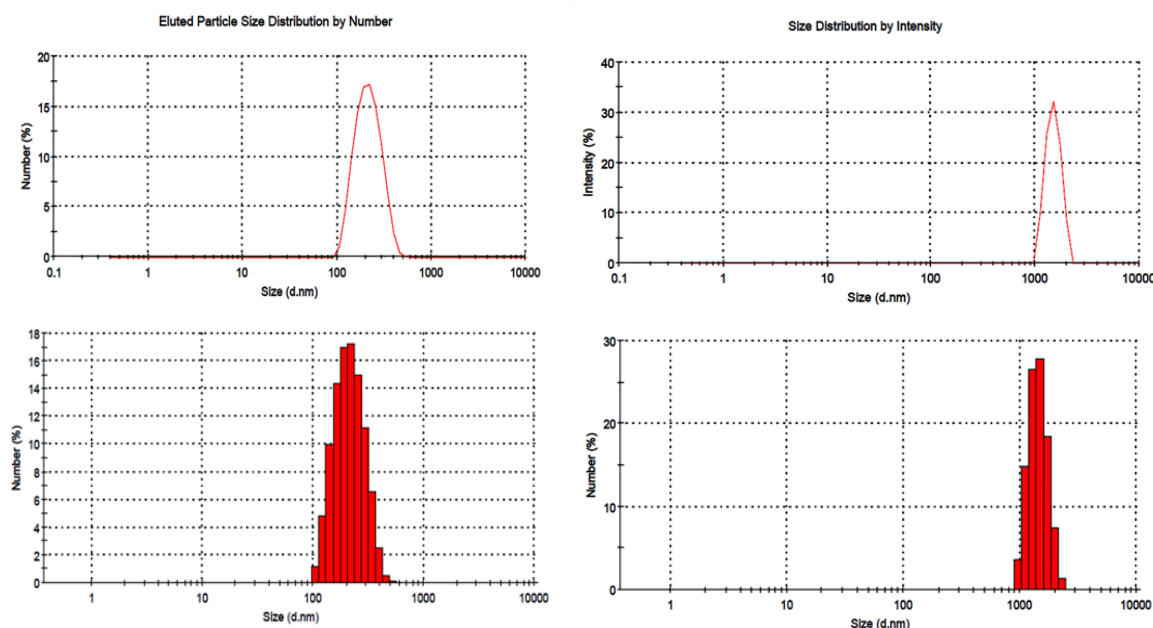 Eluted Particle Size Distribution by Number
20
15
10
5
0
Number (%)
0.1 1 10 100 1000 10000
Size (d.nm)
Size Distribution by Intensity
40
30
20
10
0
Intensity (%)
0.1 1 10 100 1000 10000
Size (d.nm)
18
16
14
12
10
8
6
4
2
0
Number (%)
1 10 100 1000 10000
Size (d.nm)
30
20
10
0
Number (%)
1 10 100 1000 10000
Size (d.nm)